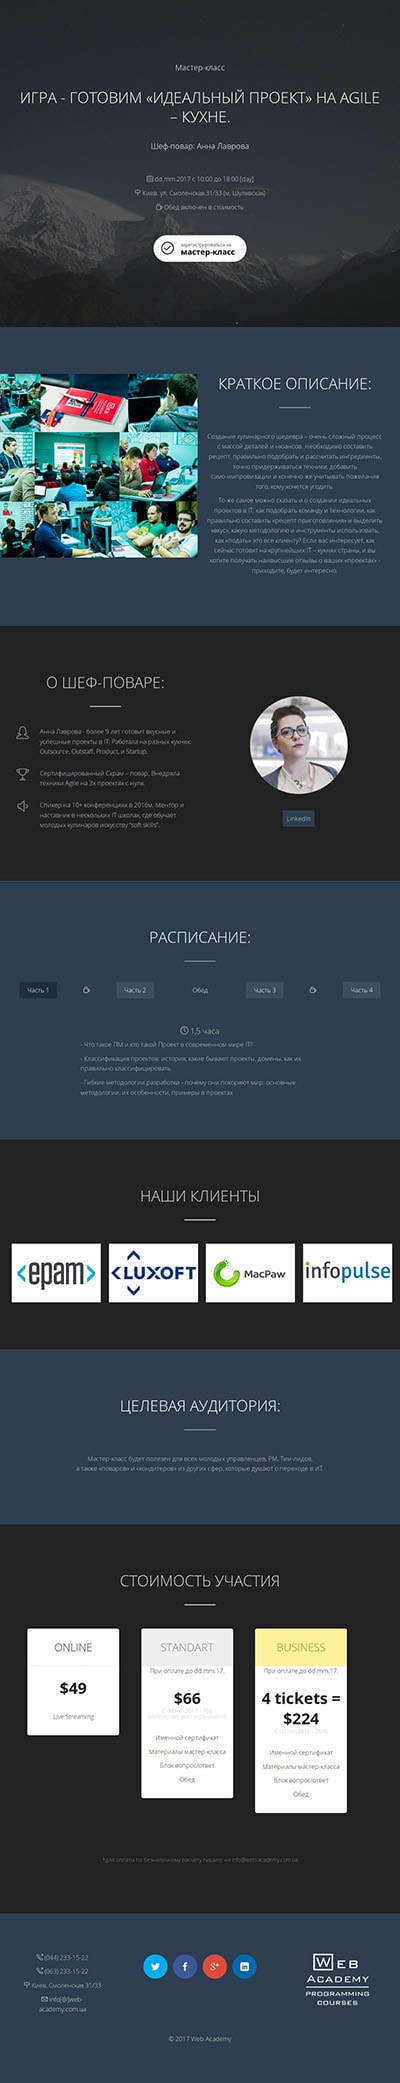 Мастер-класс
ИГРА - ГОТОВИМ «ИДЕАЛЬНЫЙ ПРОЕКТ» НА AGILE
– КУХНЕ.
Шеф-повар: Анна Лаврова
dd.mm.2017 с 10:00 до 18:00 [day]
Киев. ул. Смоленская 31/33 (м. Шулявская)
Обед включен в стоимость
зарегистрироваться на
мастер-класс
КРАТКОЕ ОПИСАНИЕ:
Создание кулинарного шедевра – очень сложный процесс
с массой деталей и нюансов. Необходимо составить
рецепт, правильно подобрать и рассчитать ингредиенты,
точно придерживаться техники, добавить
само-импровизации и конечно же учитывать пожелания
того, кому хочется угодить.
То же самое можно сказать и о создании идеальных
проектов в IT: как подобрать команду и технологии, как
правильно составить «рецепт приготовления» и выделить
«вкус», какую методологию и инструменты использовать,
как «подать» это все клиенту? Если вас интересует, как
сейчас готовят на крупнейших IT – кухнях страны, и вы
хотите получать наивысшие отзывы о ваших «проектах» -
приходите, будет интересно.
О ШЕФ-ПОВАРЕ:
Анна Лаврова - более 9 лет готовит вкусные и
успешные проекты в IT. Работала на разных кухнях:
Outsource, Outstaff, Product, и Startup.
Сертифицированный Скрам – повар. Внедряла
техники Agile на 3х проектах с нуля.
Спикер на 10+ конференциях в 2016м. Ментор и
наставник в нескольких IT школах, где обучает
молодых кулинаров искусству "soft skills".
LinkedIn
РАСПИСАНИЕ:
Часть 1
Часть 2
Обед
Часть 3
Часть 4
1,5 часа
- Что такое ПМ и кто такой Проект в современном мире IT?
- Классификация проектов: история, какие бывают проекты, домены, как их
правильно классифицировать
- Гибкие методологии разработки - почему они покоряют мир: основные
методологии, их особенности, примеры в проектах
НАШИ КЛИЕНТЫ
<epam>
<LUXOFT
MacPaw
infopulse
ЦЕЛЕВАЯ АУДИТОРИЯ:
Мастер-класс будет полезен для всех молодых управленцев, PM, Тим-лидов,
а также «поваров» и «кондитеров» из других сфер, которые думают о переходе в ИТ.
СТОИМОСТЬ УЧАСТИЯ
ONLINE
$49
Live Streaming
STANDART
При оплате до dd.mm.17.
$66
Именной сертификат
Материалы мастер-класса
Блок вопрос/ответ
Обед
BUSINESS
При оплате до dd.mm.17.
4 tickets =
$224
Именной сертификат
Материалы мастер-класса
Блок вопрос/ответ
Обед
*для оплаты по безналичному расчету пишите на info@web-academy.com.ua
(044) 233-15-22
(063) 233-15-22
Киев, Смоленская 31/33
info[@]web-
academy.com.ua
WEB
ACADEMY
PROGRAMMING
COURSES
© 2017 Web Academy